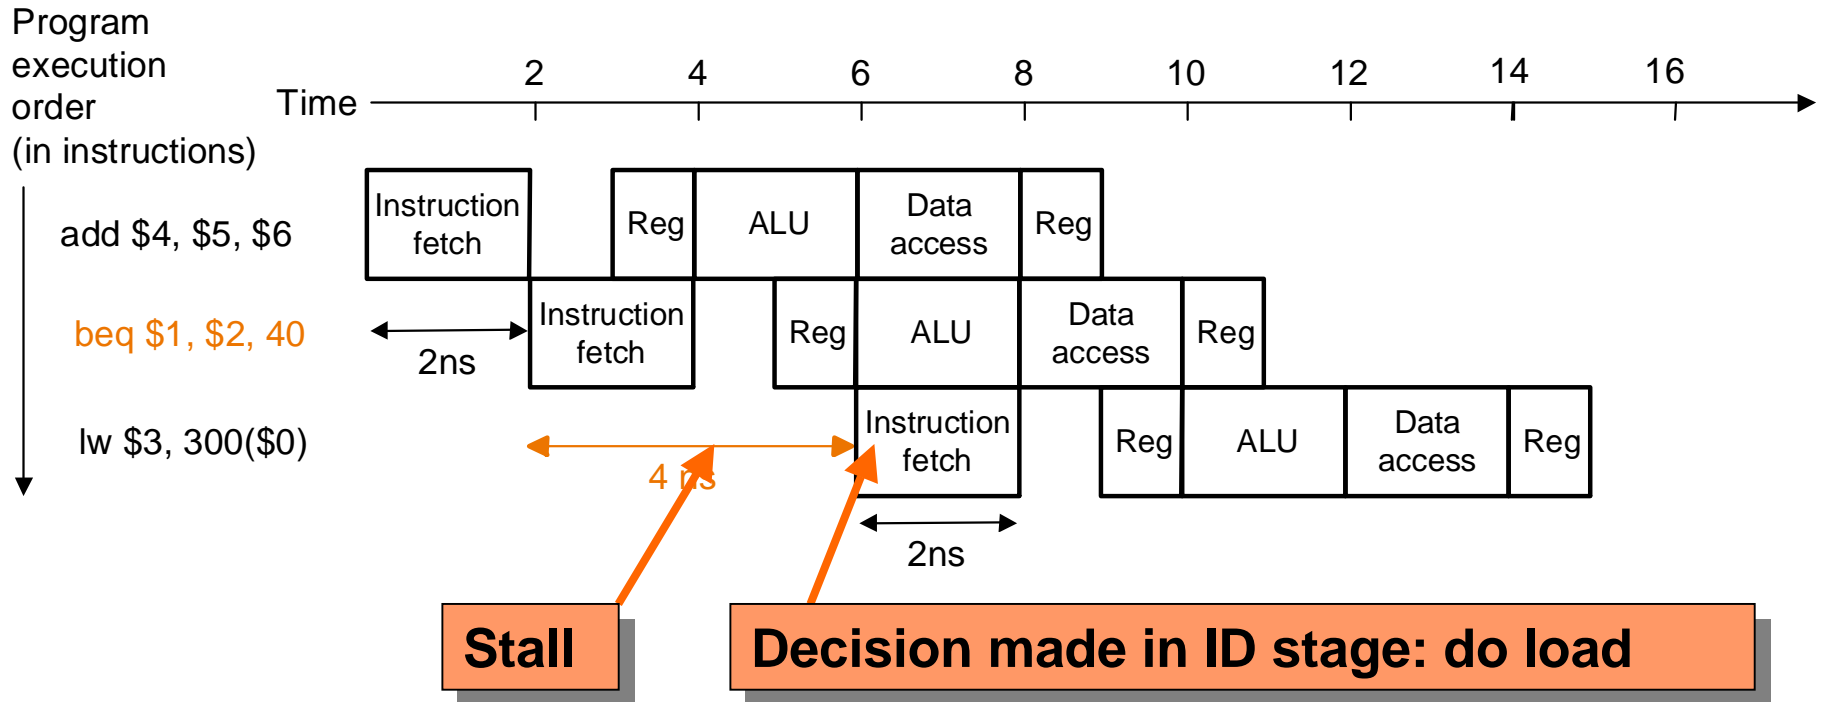 Program
execution
order
(in instructions)
Time
2 4 6 8 10 12 14 16
add $4, $5, $6
Instruction
fetch
Reg
ALU
Data
access
Reg
beq $1, $2, 40
2ns
Instruction
fetch
Reg
ALU
Data
access
Reg
lw $3, 300($0)
4 ns
Instruction
fetch
Reg
ALU
Data
access
Reg
2ns
Stall
Decision made in ID stage: do load